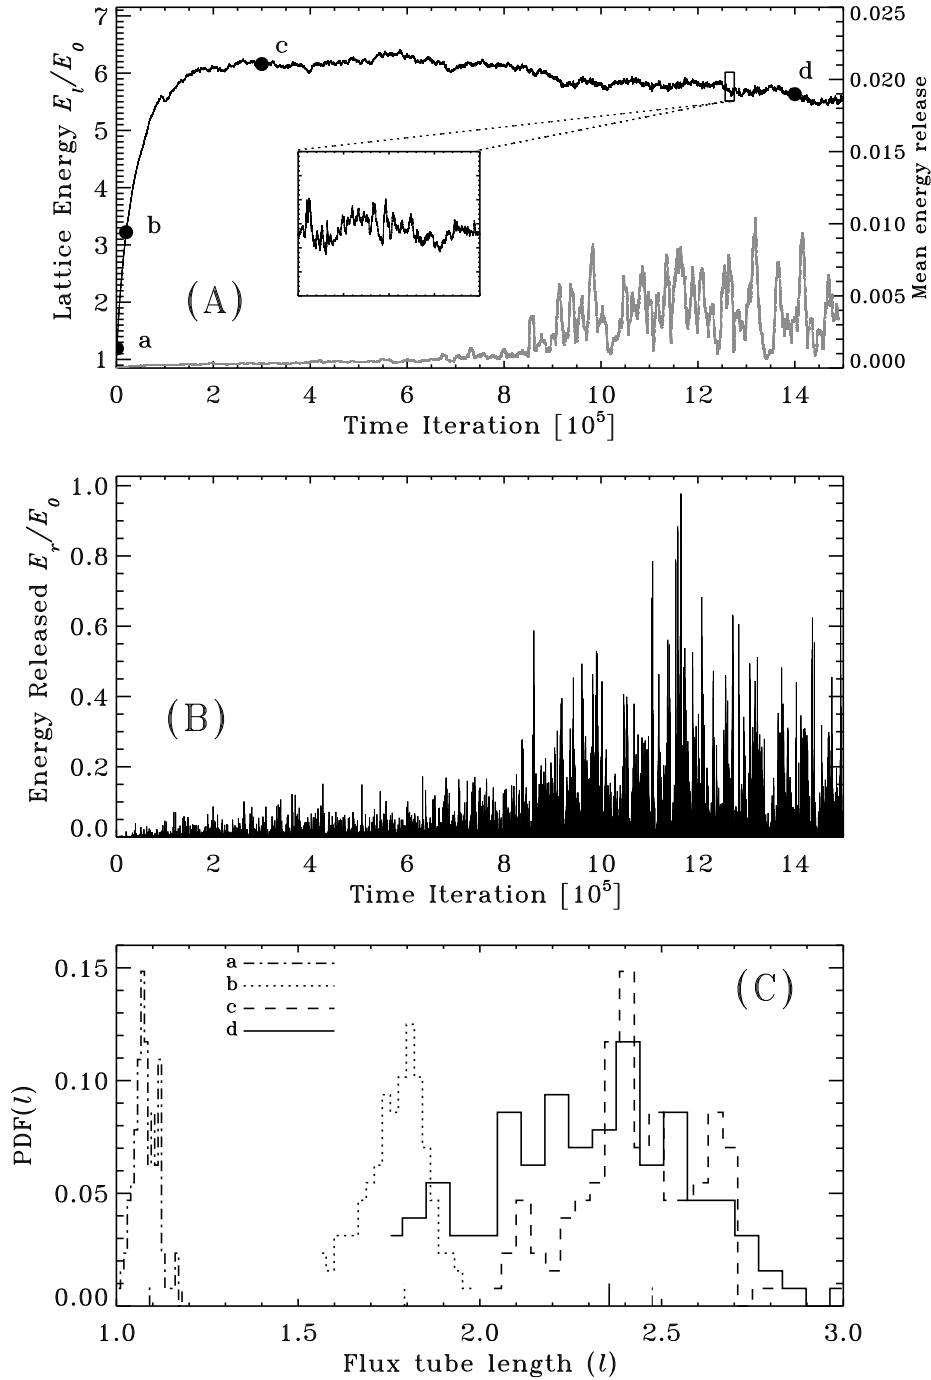 Lattice Energy E_l/E_0
7
6
5
4
3
2
1
a
b
c
d
(A)
0.025
0.020
0.015
0.010
0.005
0.000
Mean energy release
0 2 4 6 8 10 12 14
Time Iteration [10^5]
Energy Released E_r/E_0
1.0
0.8
0.6
0.4
0.2
0.0
(B)
0 2 4 6 8 10 12 14
Time Iteration [10^5]
PDF(l)
0.15
0.10
0.05
0.00
a
b
c
d
(C)
1.0 1.5 2.0 2.5 3.0
Flux tube length (l)